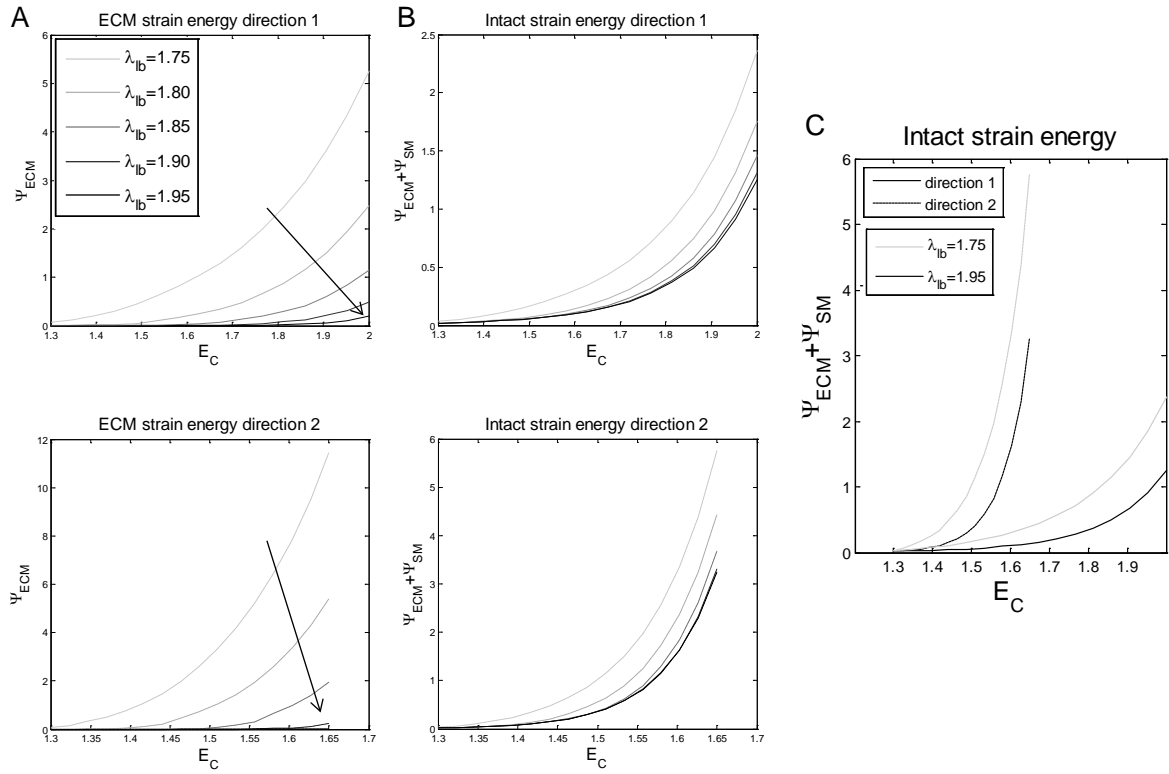 A
ECM strain energy direction 1
6
5
4
3
2
1
0
λlb=1.75
λlb=1.80
λlb=1.85
λlb=1.90
λlb=1.95
ΨECM
1.3 1.4 1.5 1.6 1.7 1.8 1.9 2
EC
B
Intact strain energy direction 1
2.5
2
1.5
1
0.5
0
ΨECM+ΨSM
1.3 1.4 1.5 1.6 1.7 1.8 1.9 2
EC
ECM strain energy direction 2
12
10
8
6
4
2
0
ΨECM
1.3 1.35 1.4 1.45 1.5 1.55 1.6 1.65 1.7
EC
Intact strain energy direction 2
6
5
4
3
2
1
0
ΨECM+ΨSM
1.3 1.35 1.4 1.45 1.5 1.55 1.6 1.65 1.7
EC
C
Intact strain energy
6
5
4
3
2
1
0
direction 1
direction 2
λlb=1.75
λlb=1.95
ΨECM+ΨSM
1.3 1.4 1.5 1.6 1.7 1.8 1.9
EC